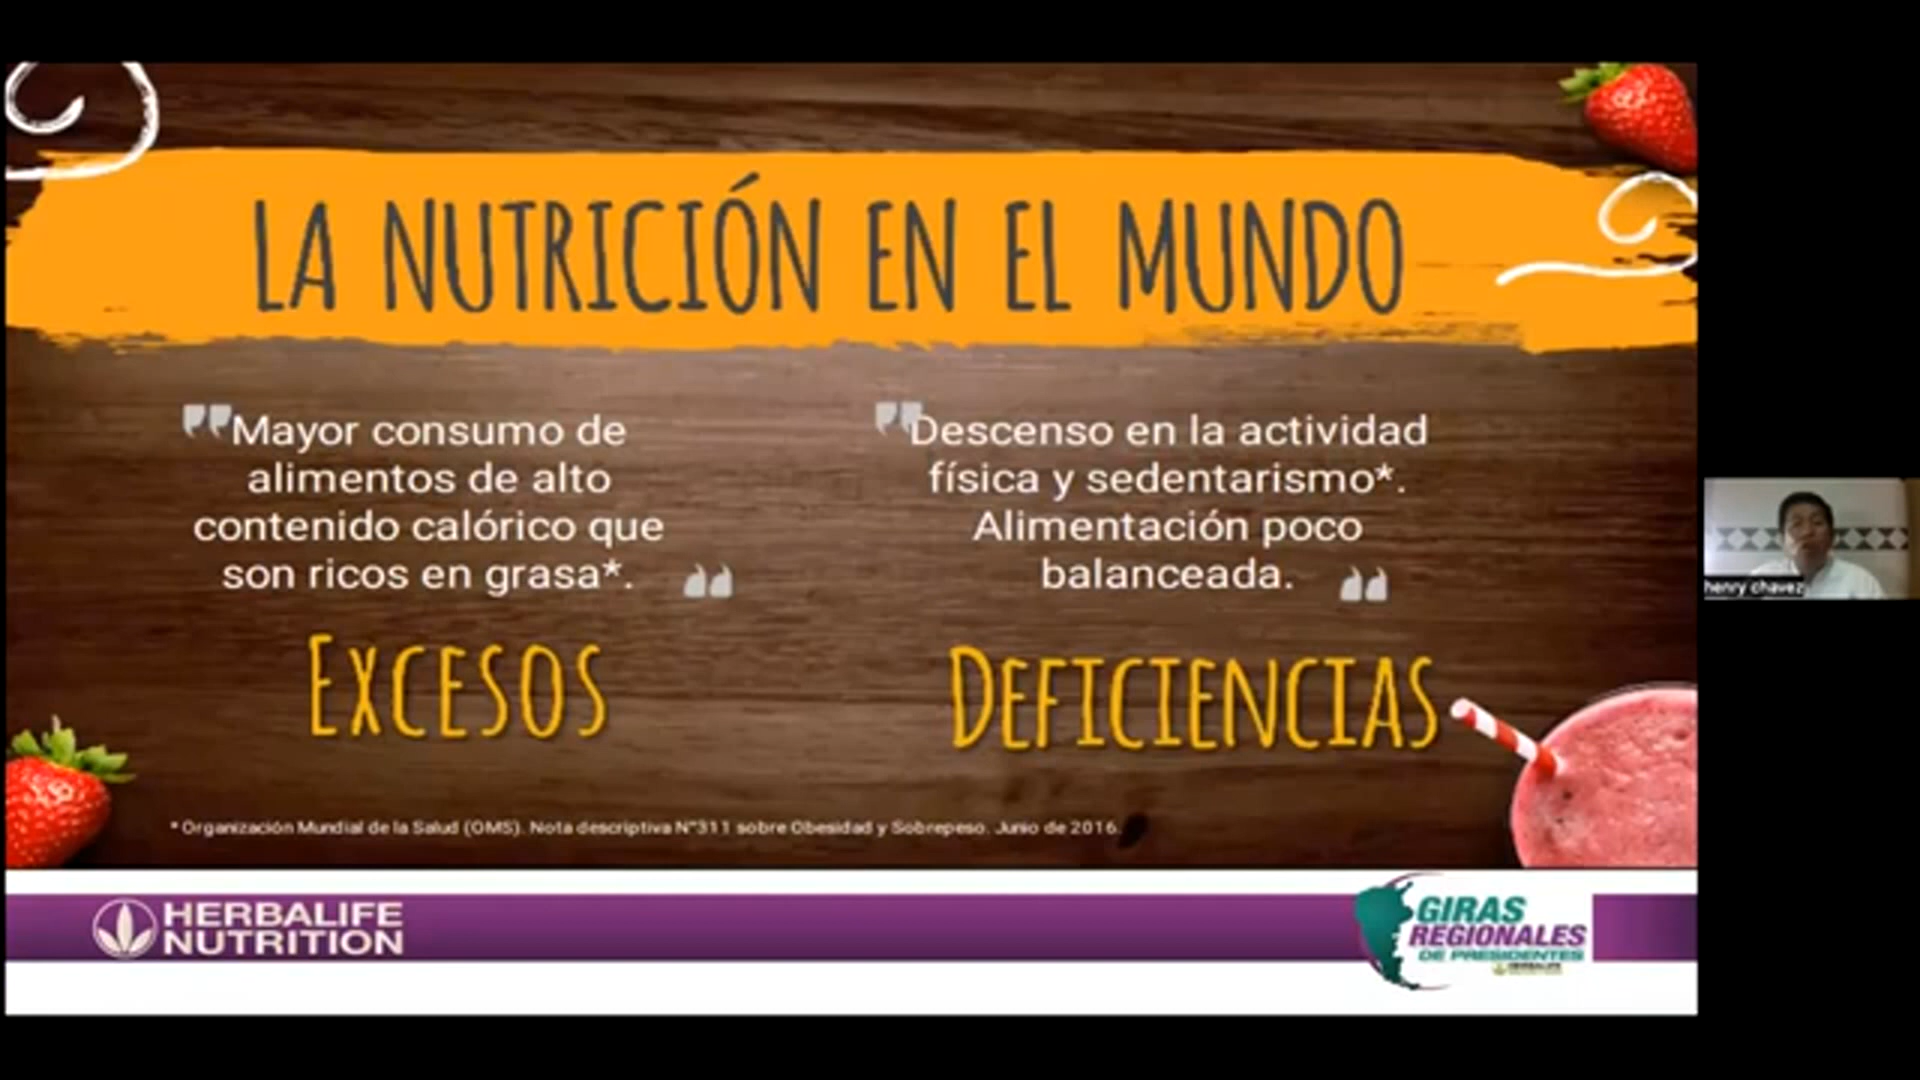 LA NUTRICIÓN EN EL MUNDO
Mayor consumo de
alimentos de alto
contenido calórico que
son ricos en grasa*.
EXCESOS
Descenso en la actividad
física y sedentarismo*.
Alimentación poco
balanceada.
DEFICIENCIAS
* Organización Mundial de la Salud (OMS). Nota descriptiva N°311 sobre Obesidad y Sobrepeso. Junio de 2016.
HERBALIFE
NUTRITION
GIRAS
REGIONALES
DE PRESIDENTES
HERBALIFE
henry chavez